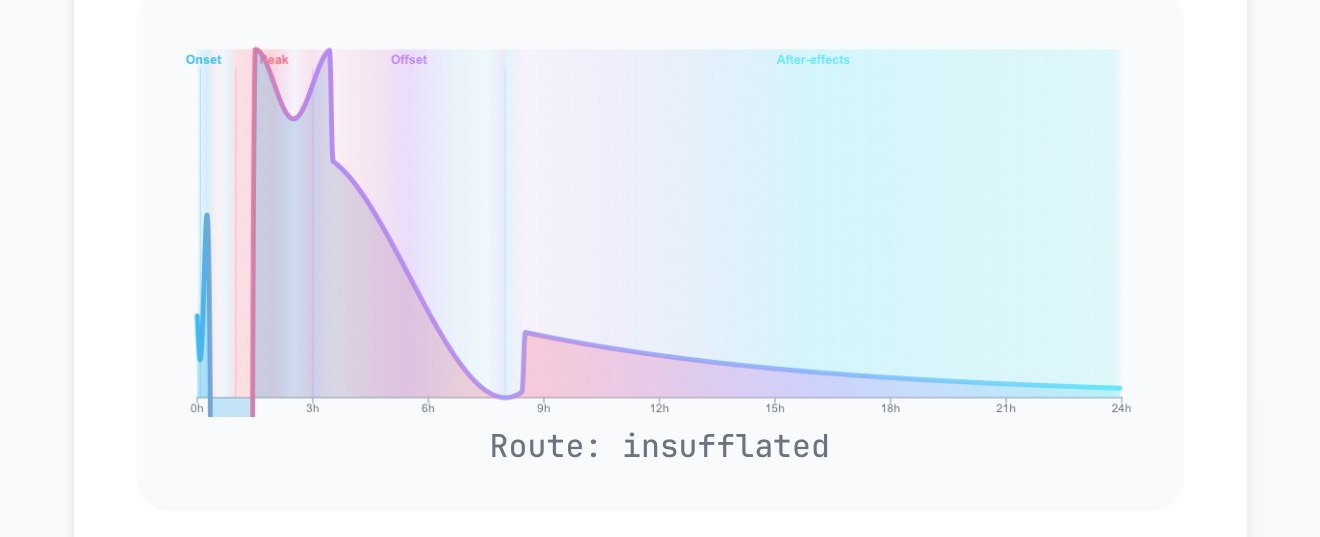 Onset Peak Offset After-effects
0h 3h 6h 9h 12h 15h 18h 21h 24h
Route: insufflated